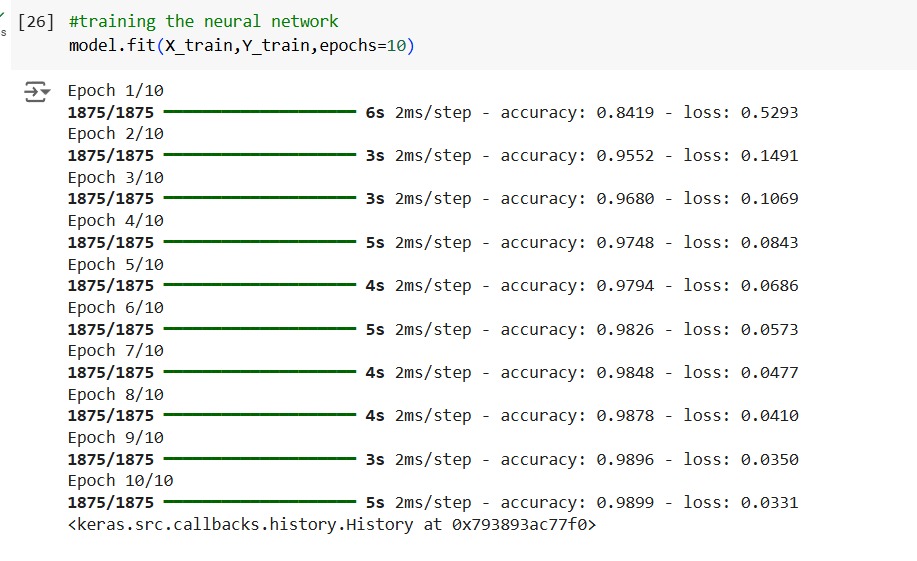 [26] #training the neural network
s model.fit(X_train,Y_train,epochs=10)
Epoch 1/10
1875/1875 6s 2ms/step - accuracy: 0.8419 - loss: 0.5293
Epoch 2/10
1875/1875 3s 2ms/step - accuracy: 0.9552 - loss: 0.1491
Epoch 3/10
1875/1875 3s 2ms/step - accuracy: 0.9680 - loss: 0.1069
Epoch 4/10
1875/1875 5s 2ms/step - accuracy: 0.9748 - loss: 0.0843
Epoch 5/10
1875/1875 4s 2ms/step - accuracy: 0.9794 - loss: 0.0686
Epoch 6/10
1875/1875 5s 2ms/step - accuracy: 0.9826 - loss: 0.0573
Epoch 7/10
1875/1875 4s 2ms/step - accuracy: 0.9848 - loss: 0.0477
Epoch 8/10
1875/1875 4s 2ms/step - accuracy: 0.9878 - loss: 0.0410
Epoch 9/10
1875/1875 3s 2ms/step - accuracy: 0.9896 - loss: 0.0350
Epoch 10/10
1875/1875 5s 2ms/step - accuracy: 0.9899 - loss: 0.0331
<keras.src.callbacks.history.History at 0x793893ac77f0>